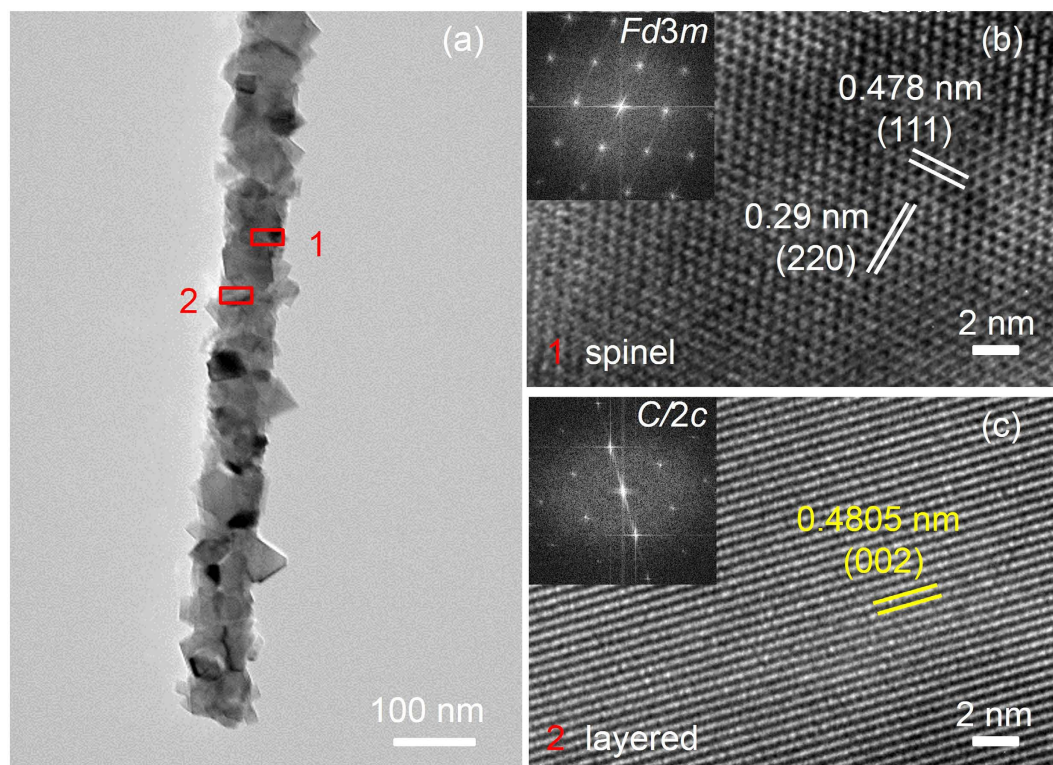 (a)
1
2
100 nm
Fd3m
(b)
0.478 nm
(111)
0.29 nm
(220)
2 nm
1 spinel
C/2c
(c)
0.4805 nm
(002)
2 nm
2 layered